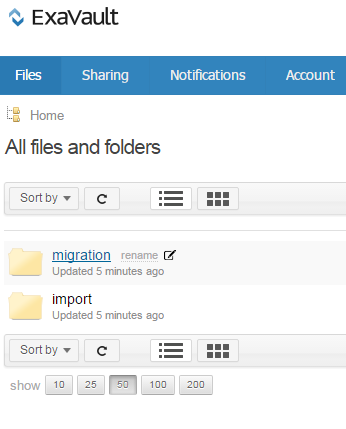 ExaVault
Files Sharing Notifications Account
Home
All files and folders
Sort by
migration rename
Updated 5 minutes ago
import
Updated 5 minutes ago
Sort by
show 10 25 50 100 200